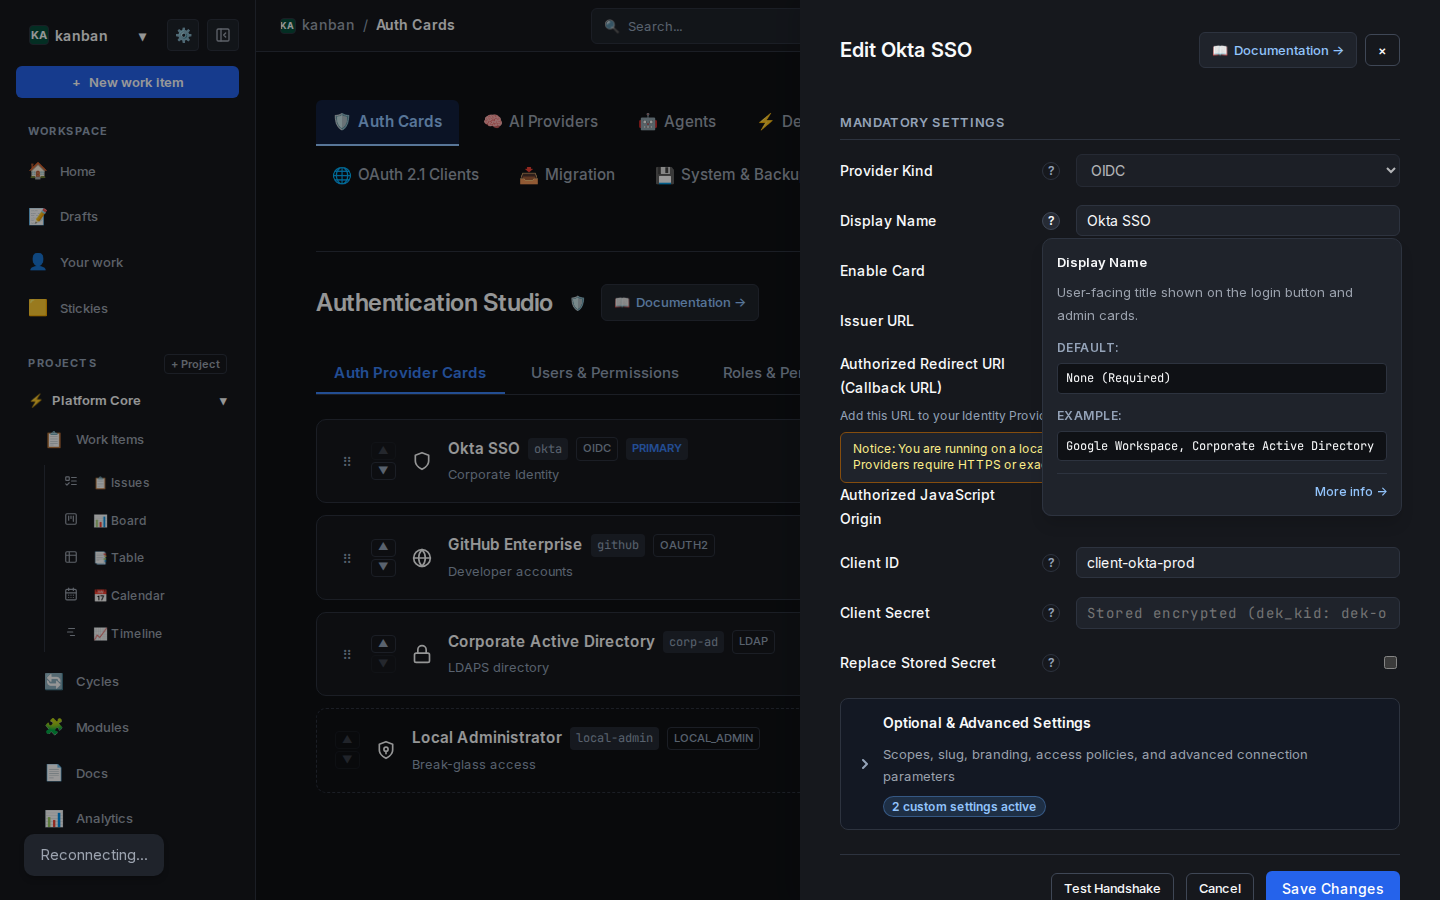 KA kanban
+ New work item
WORKSPACE
Home
Drafts
Your work
Stickies
PROJECTS
+ Project
Platform Core
Work Items
Issues
Board
Table
Calendar
Timeline
Cycles
Modules
Docs
Analytics
Reconnecting...
KA kanban / Auth Cards
Search...
Auth Cards
AI Providers
Agents
De
OAuth 2.1 Clients
Migration
System & Backu
Authentication Studio
Documentation →
Auth Provider Cards
Users & Permissions
Roles & Per
Okta SSO okta OIDC PRIMARY
Corporate Identity
GitHub Enterprise github OAUTH2
Developer accounts
Corporate Active Directory corp-ad LDAP
LDAPS directory
Local Administrator local-admin LOCAL_ADMIN
Break-glass access
Edit Okta SSO
Documentation →
×
MANDATORY SETTINGS
Provider Kind ? OIDC
Display Name ? Okta SSO
Enable Card
Issuer URL
Authorized Redirect URI
(Callback URL)
Add this URL to your Identity Provid
Notice: You are running on a loca
Providers require HTTPS or exa
Authorized JavaScript
Origin
Display Name
User-facing title shown on the login button and
admin cards.
DEFAULT:
None (Required)
EXAMPLE:
Google Workspace, Corporate Active Directory
More info →
Client ID ? client-okta-prod
Client Secret ? Stored encrypted (dek_kid: dek-o
Replace Stored Secret ?
Optional & Advanced Settings
Scopes, slug, branding, access policies, and advanced connection
parameters
2 custom settings active
Test Handshake
Cancel
Save Changes